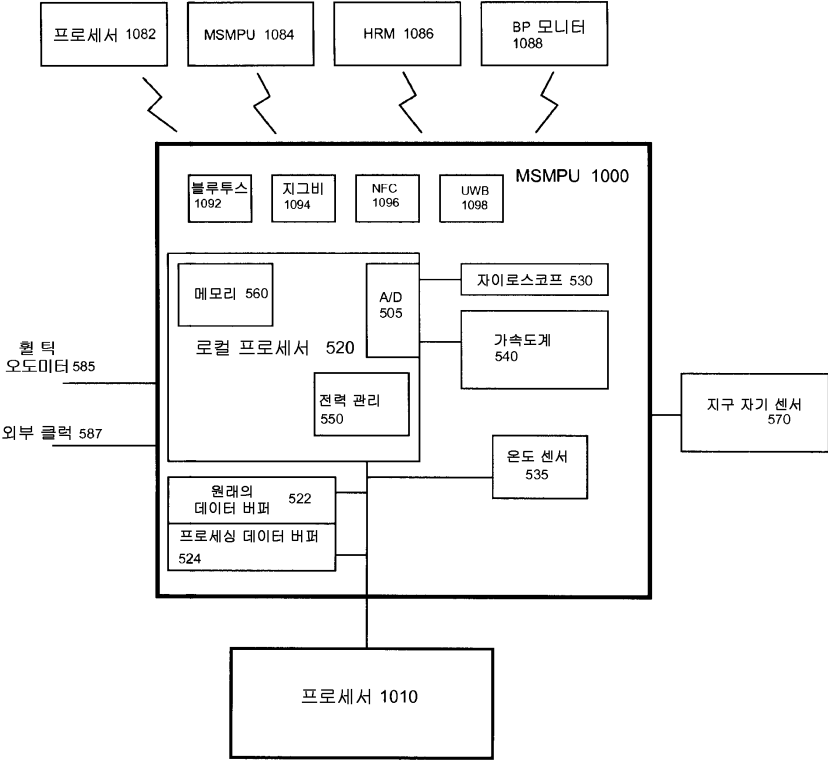 프로세서 1082
MSMPU 1084
HRM 1086
BP 모니터
1088
MSMPU 1000
블루투스
1092
지그비
1094
NFC
1096
UWB
1098
메모리 560
A/D
505
자이로스코프 530
로컬 프로세서 520
가속도계
540
휠 틱
오도미터 585
전력 관리
550
지구 자기 센서
570
외부 클럭 587
온도 센서
535
원래의
데이터 버퍼 522
프로세싱 데이터 버퍼
524
프로세서 1010